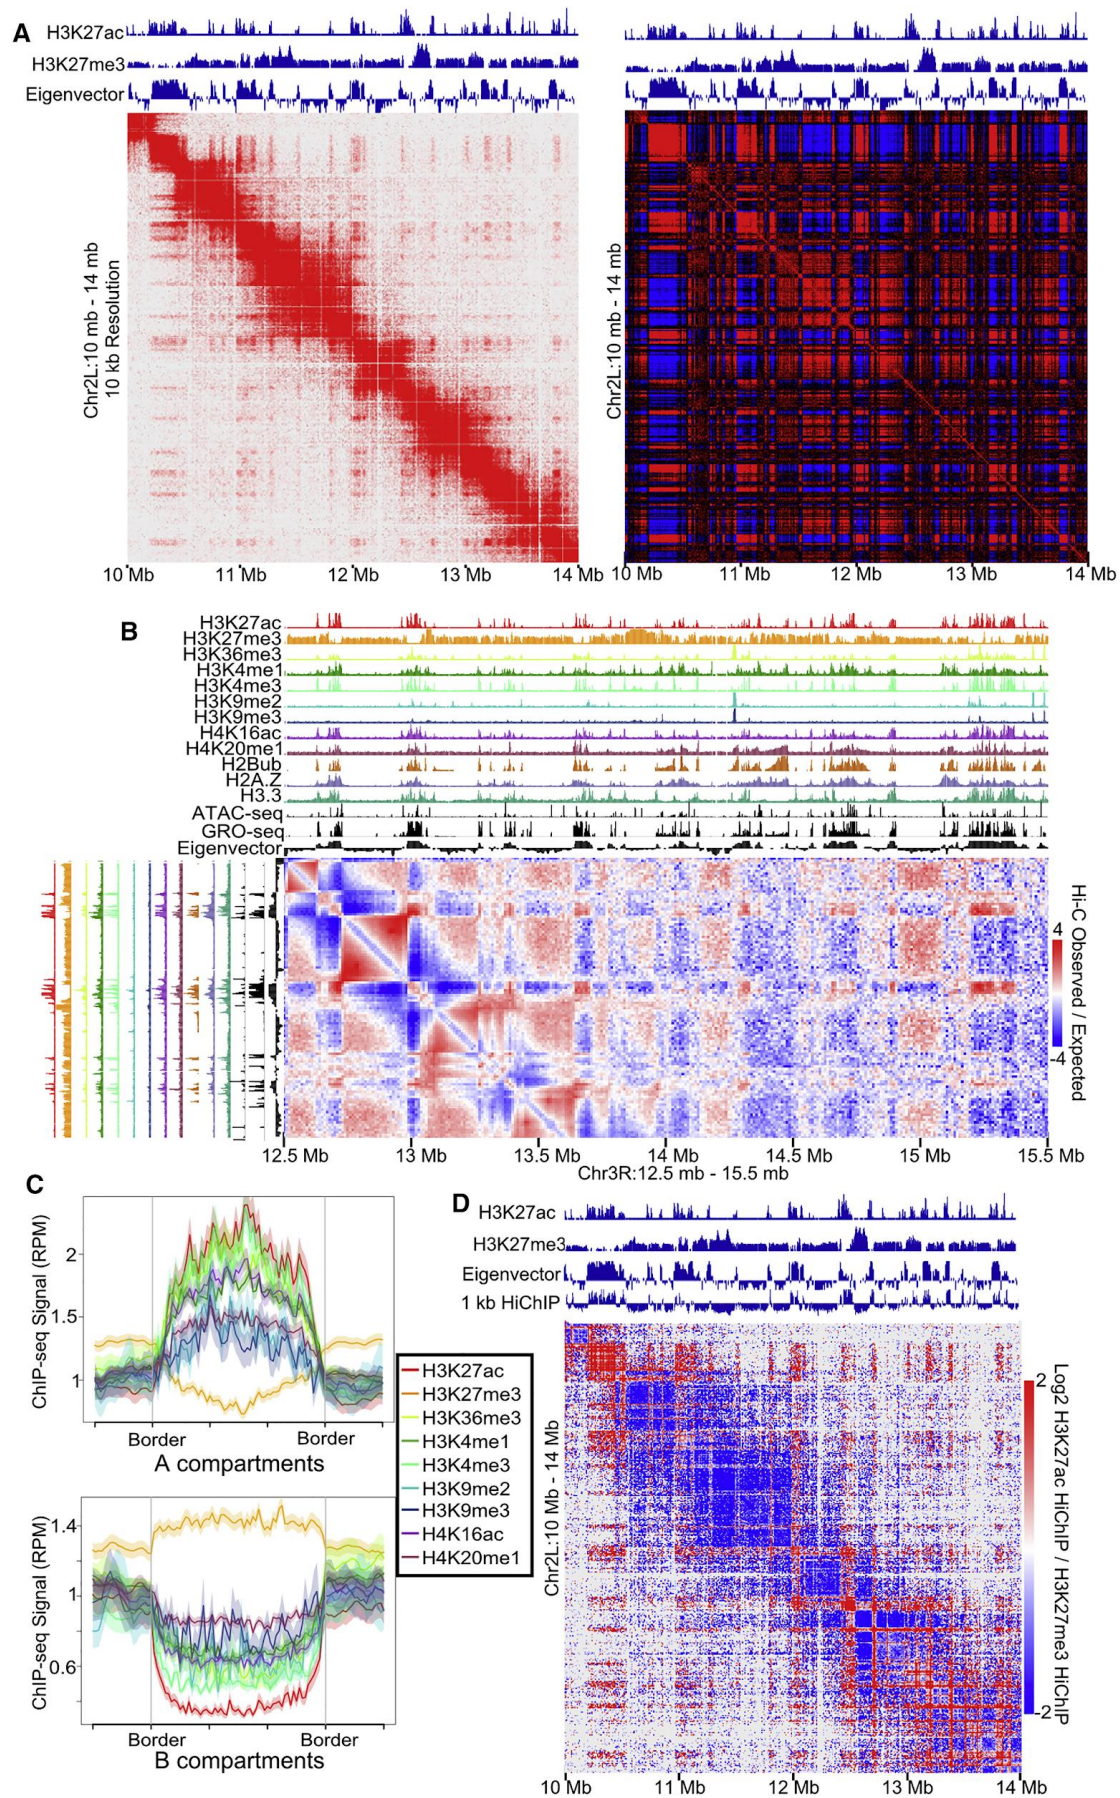 A
H3K27ac
H3K27me3
Eigenvector
Chr2L:10 mb - 14 mb
10 kb Resolution
10 Mb 11 Mb 12 Mb 13 Mb 14 Mb
Chr2L:10 mb - 14 mb
10 Mb 11 Mb 12 Mb 13 Mb 14 Mb
B
H3K27ac
H3K27me3
H3K36me3
H3K4me1
H3K4me3
H3K9me2
H3K9me3
H4K16ac
H4K20me1
H2Bub
H2A.Z
H3.3
ATAC-seq
GRO-seq
Eigenvector
4
-4
Hi-C Observed / Expected
12.5 Mb 13 Mb 13.5 Mb 14 Mb 14.5 Mb 15 Mb 15.5 Mb
Chr3R:12.5 mb - 15.5 mb
C
ChIP-seq Signal (RPM)
2
1.5
1
Border Border
A compartments
ChIP-seq Signal (RPM)
1.4
1
0.6
Border Border
B compartments
H3K27ac
H3K27me3
H3K36me3
H3K4me1
H3K4me3
H3K9me2
H3K9me3
H4K16ac
H4K20me1
D
H3K27ac
H3K27me3
Eigenvector
1 kb HiChIP
Chr2L:10 Mb - 14 Mb
2
-2
Log2 H3K27ac HiChIP / H3K27me3 HiChIP
10 Mb 11 Mb 12 Mb 13 Mb 14 Mb